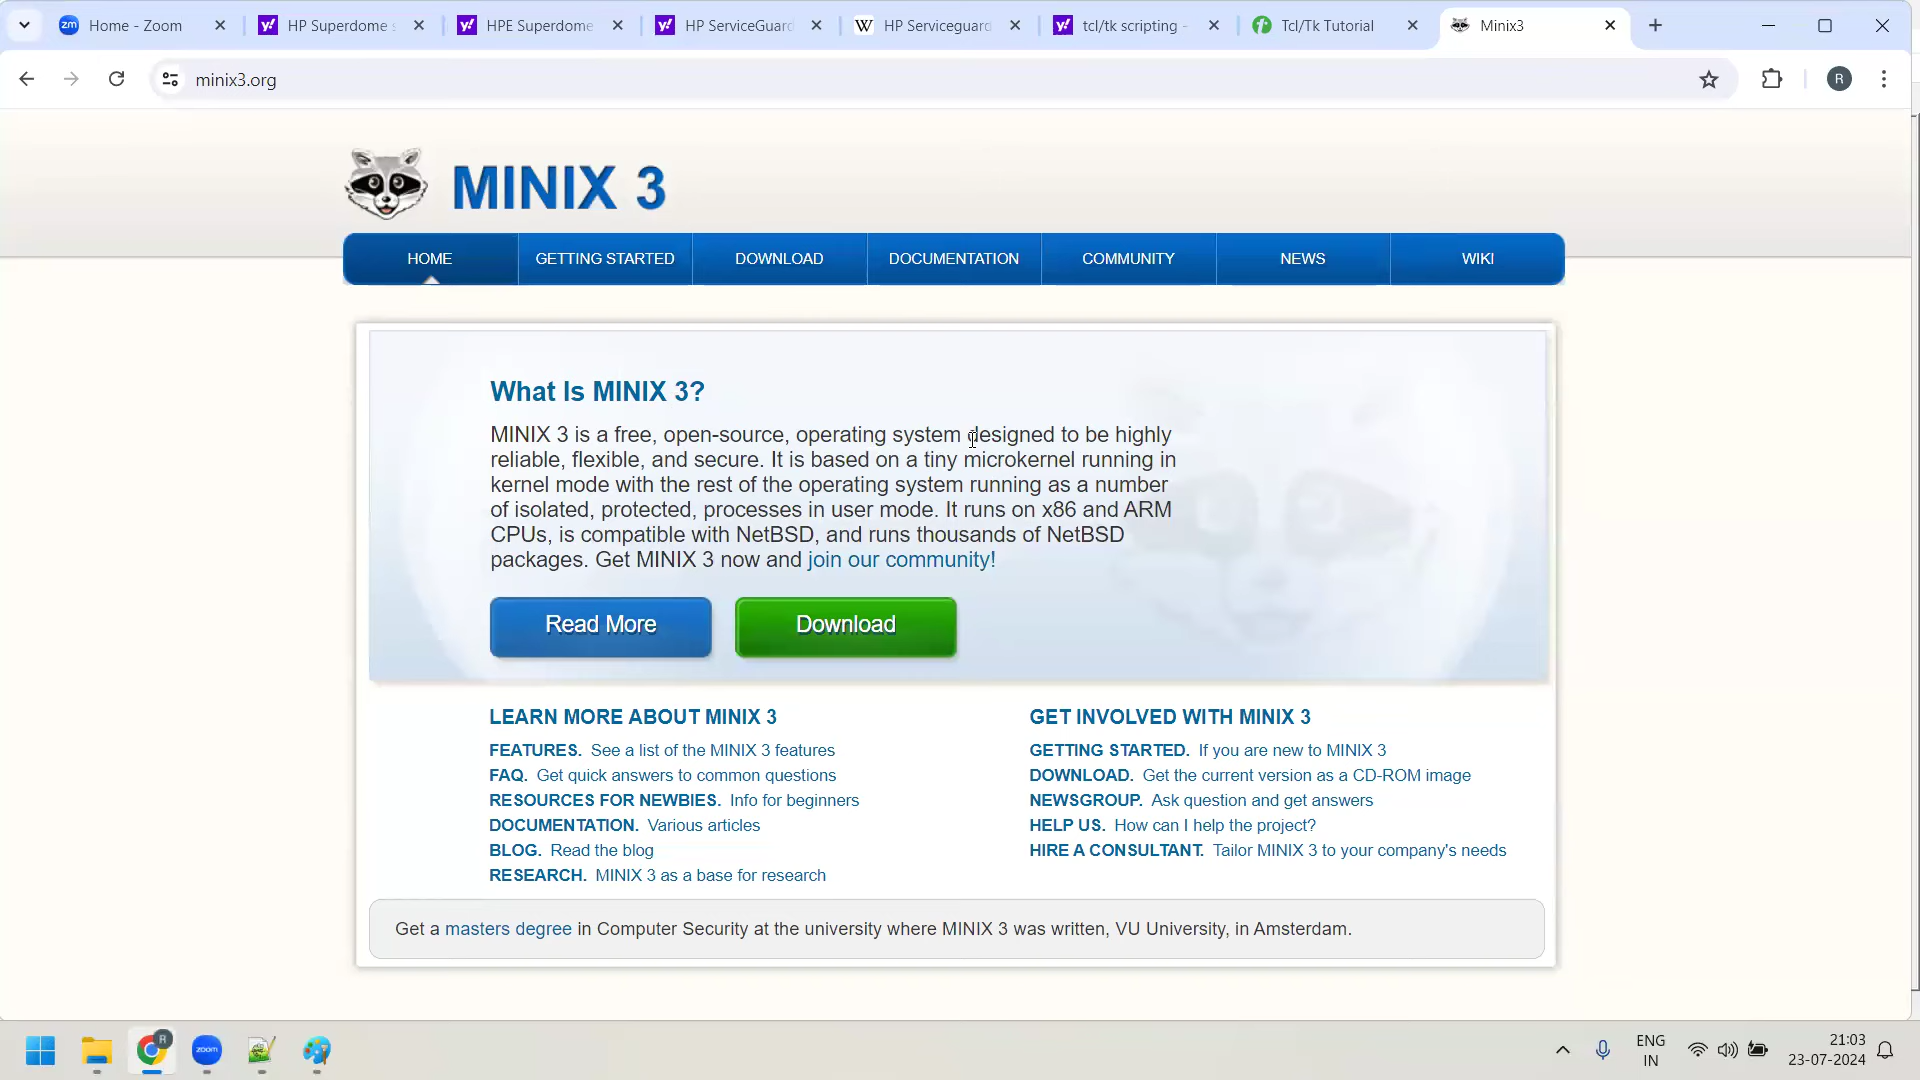 Home - Zoom
HP Superdome s
HPE Superdome
HP ServiceGuard
HP Serviceguard
tcl/tk scripting -
Tcl/Tk Tutorial
Minix3
minix3.org
R
MINIX 3
HOME
GETTING STARTED
DOWNLOAD
DOCUMENTATION
COMMUNITY
NEWS
WIKI
What Is MINIX 3?
MINIX 3 is a free, open-source, operating system designed to be highly
reliable, flexible, and secure. It is based on a tiny microkernel running in
kernel mode with the rest of the operating system running as a number
of isolated, protected, processes in user mode. It runs on x86 and ARM
CPUs, is compatible with NetBSD, and runs thousands of NetBSD
packages. Get MINIX 3 now and join our community!
Read More
Download
LEARN MORE ABOUT MINIX 3
FEATURES. See a list of the MINIX 3 features
FAQ. Get quick answers to common questions
RESOURCES FOR NEWBIES. Info for beginners
DOCUMENTATION. Various articles
BLOG. Read the blog
RESEARCH. MINIX 3 as a base for research
GET INVOLVED WITH MINIX 3
GETTING STARTED. If you are new to MINIX 3
DOWNLOAD. Get the current version as a CD-ROM image
NEWSGROUP. Ask question and get answers
HELP US. How can I help the project?
HIRE A CONSULTANT. Tailor MINIX 3 to your company's needs
Get a masters degree in Computer Security at the university where MINIX 3 was written, VU University, in Amsterdam.
R
zoom
ENG
IN
21:03
23-07-2024